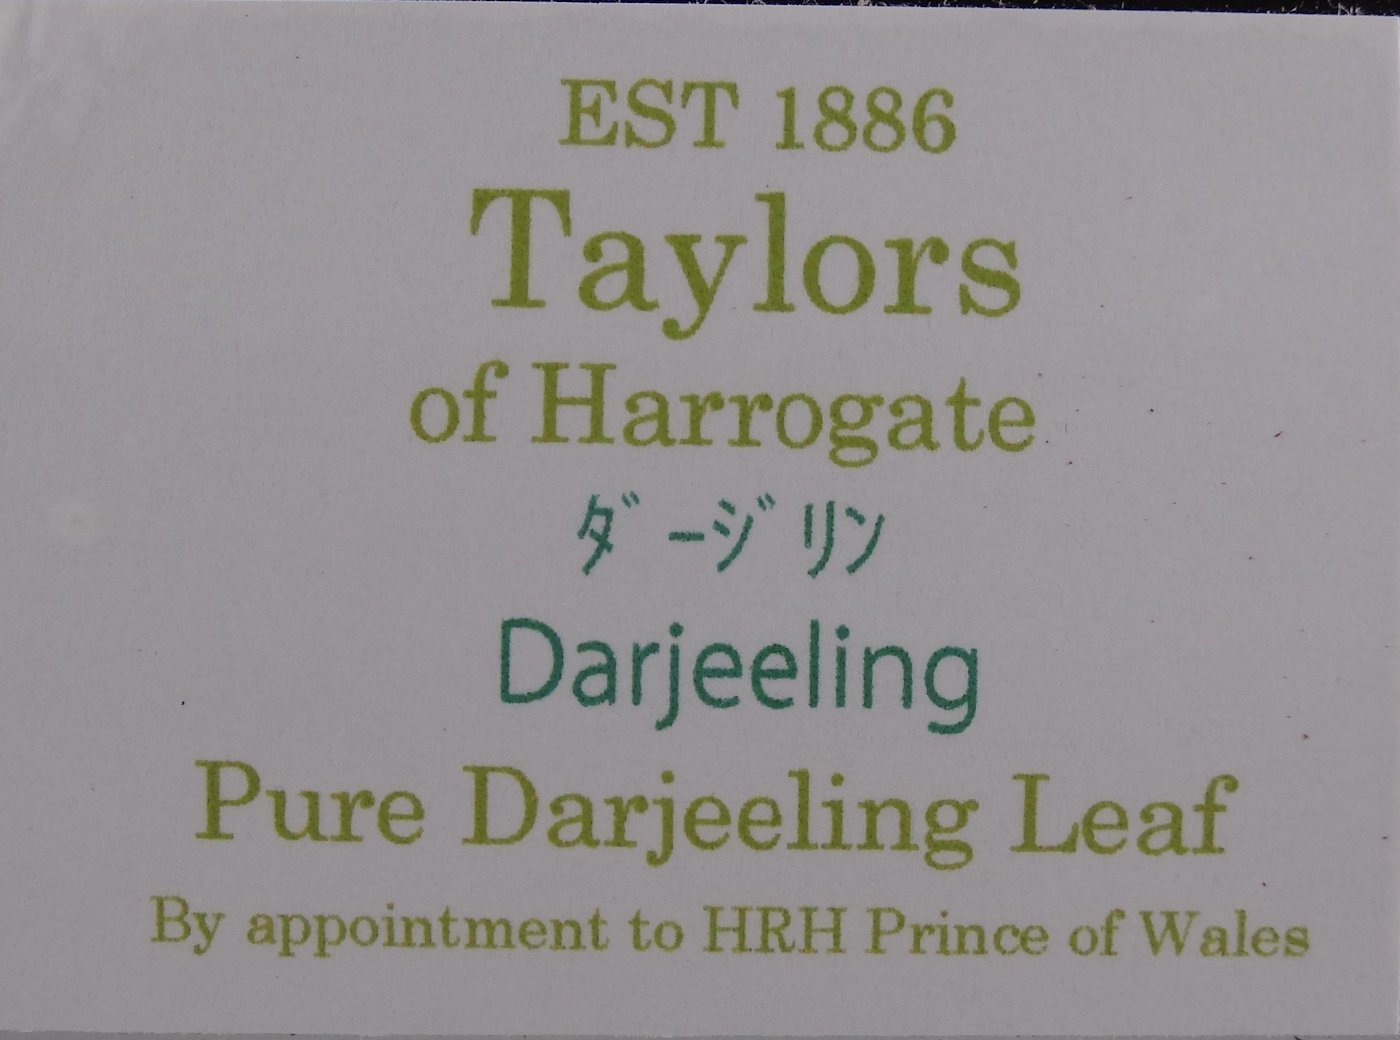 EST 1886
Taylors
of Harrogate
ﾀﾞｰｼﾞﾘﾝ
Darjeeling
Pure Darjeeling Leaf
By appointment to HRH Prince of Wales